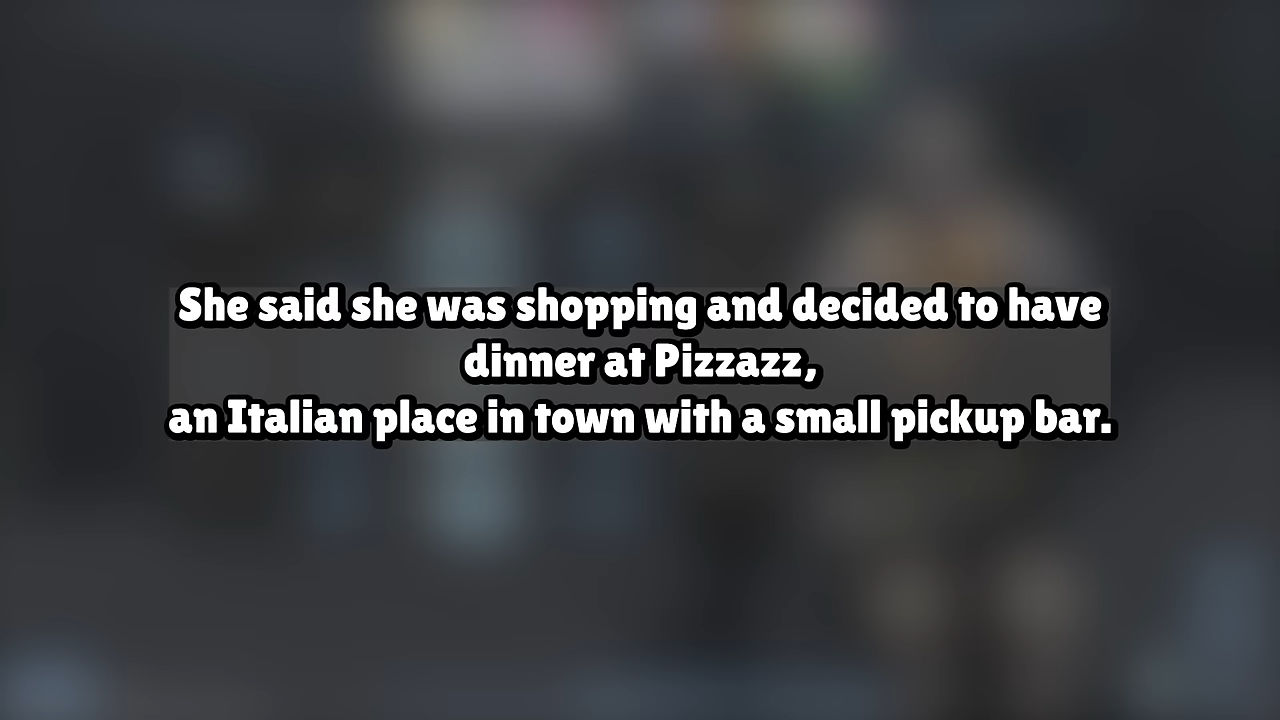 She said she was shopping and decided to have
dinner at Pizzazz,
an Italian place in town with a small pickup bar.